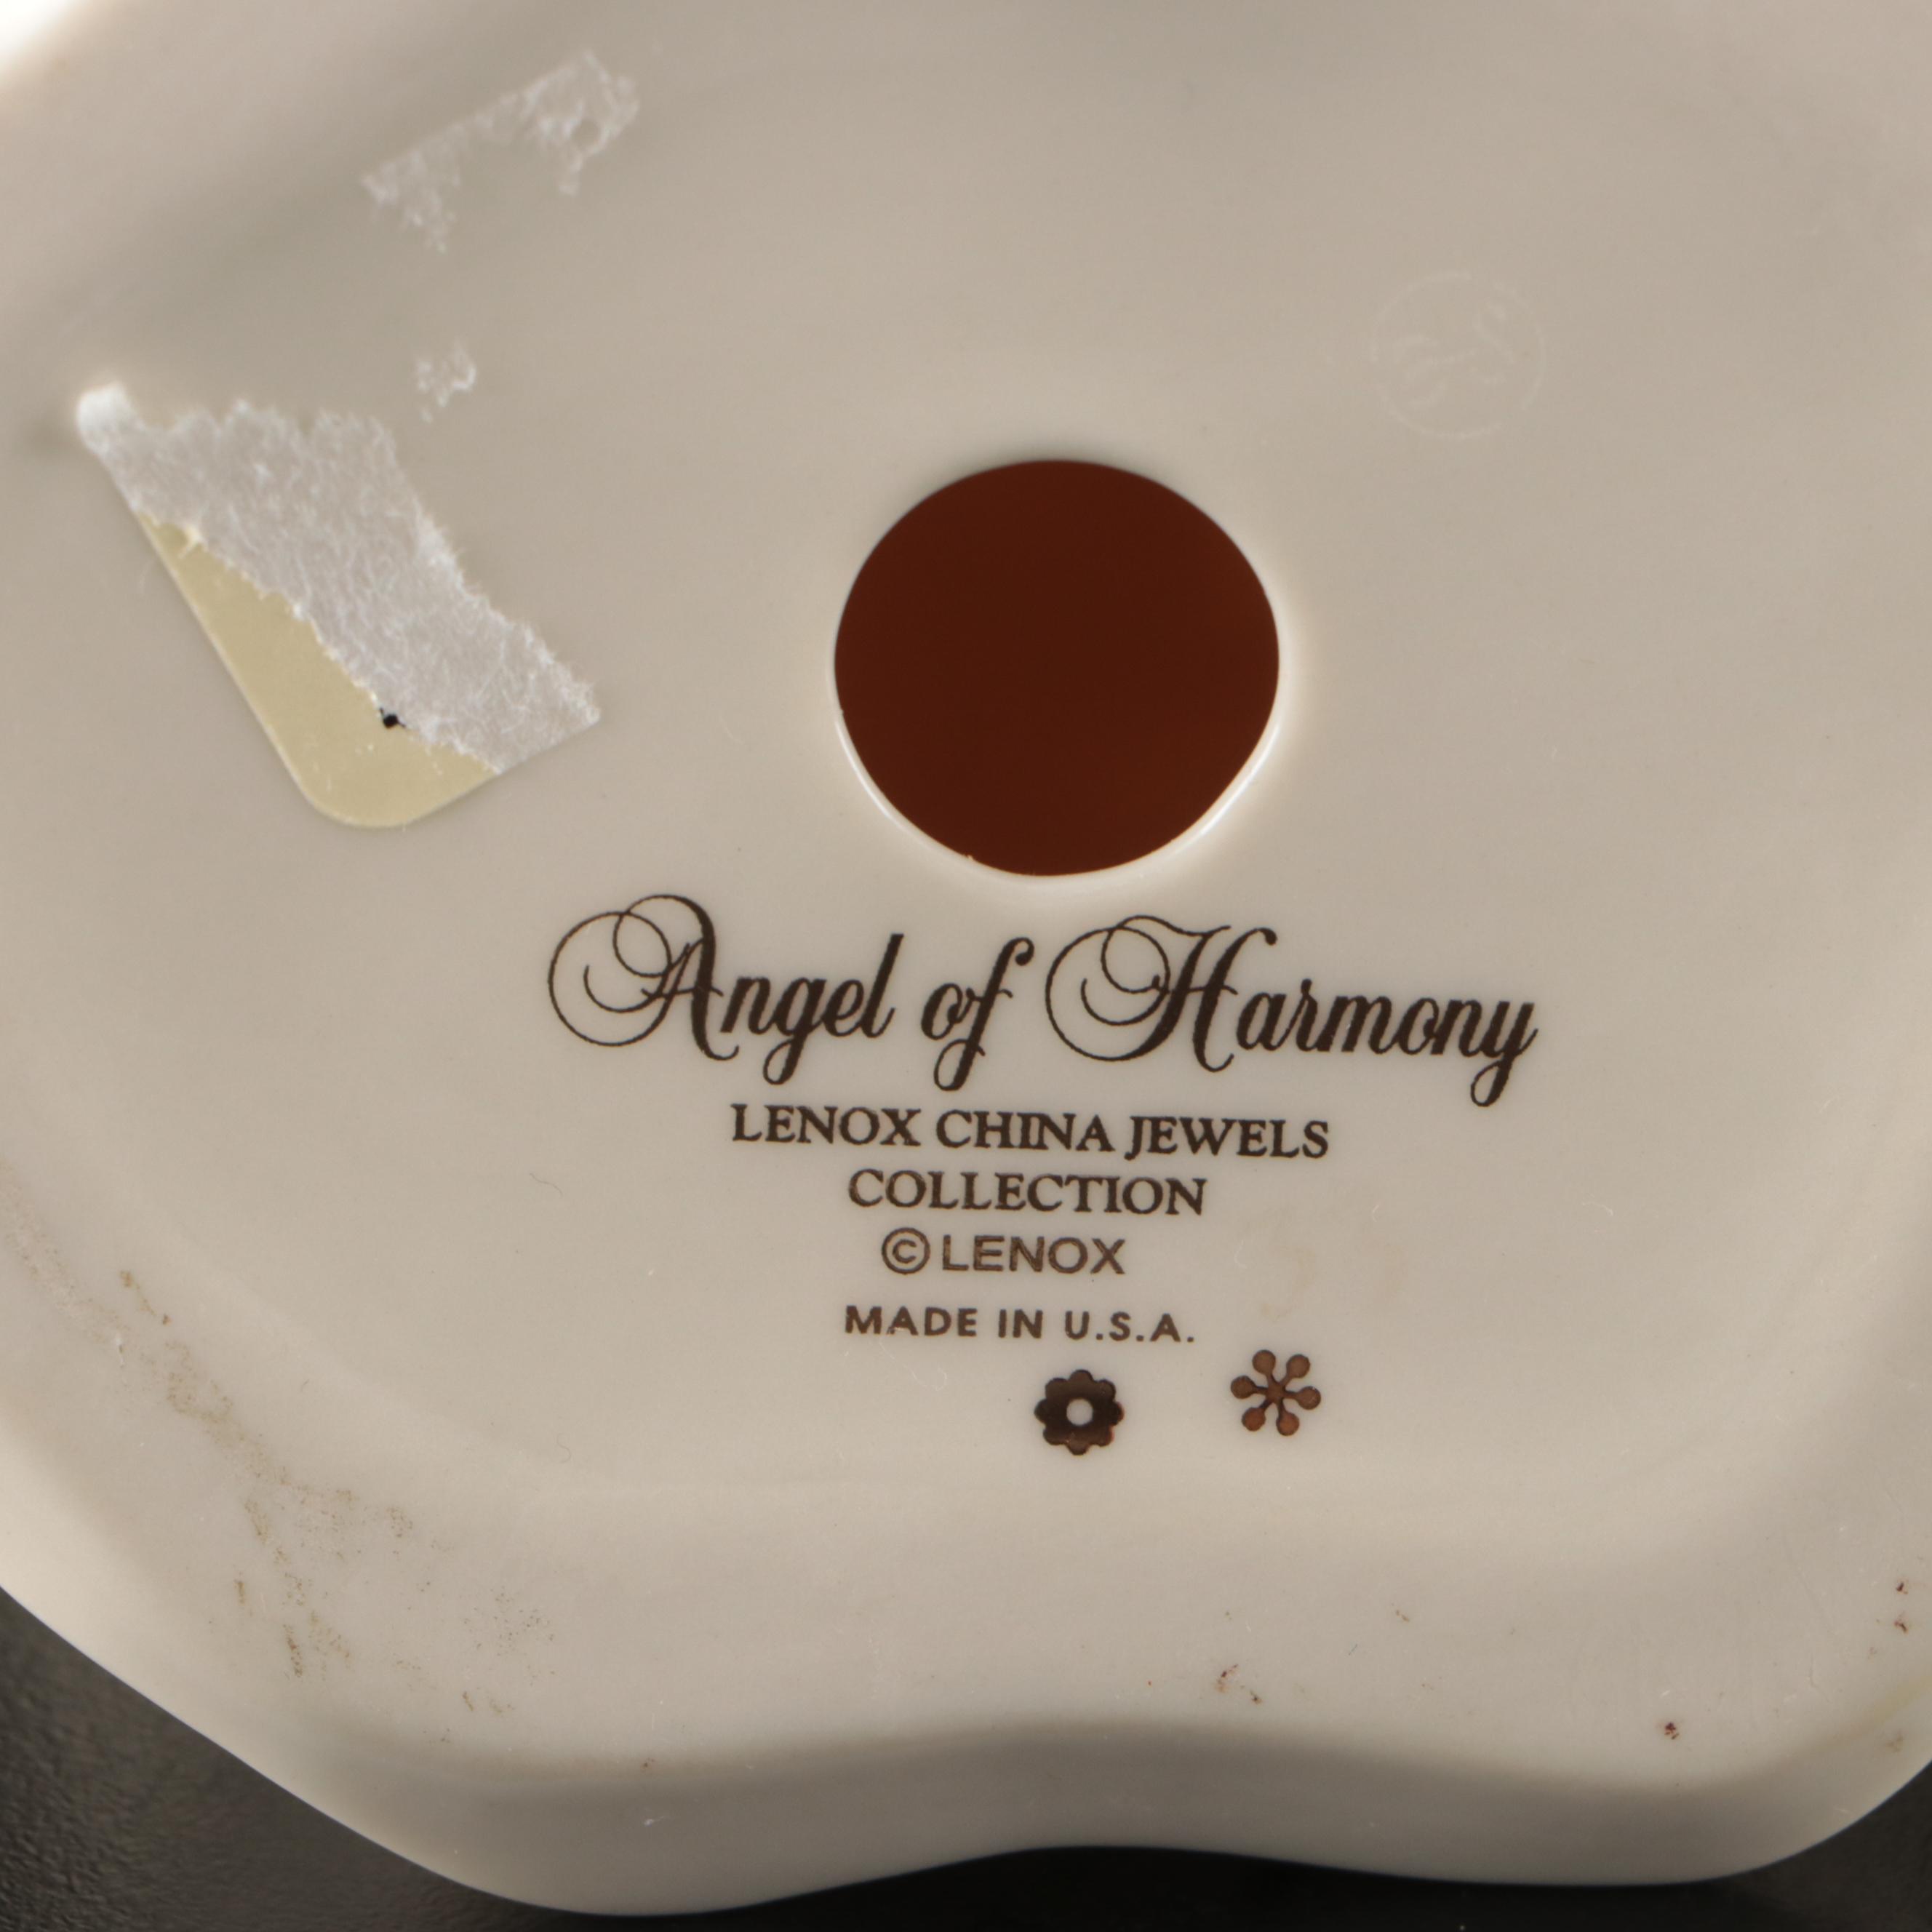 Angel of Harmony
LENOX CHINA JEWELS
COLLECTION
© LENOX
MADE IN U.S.A.